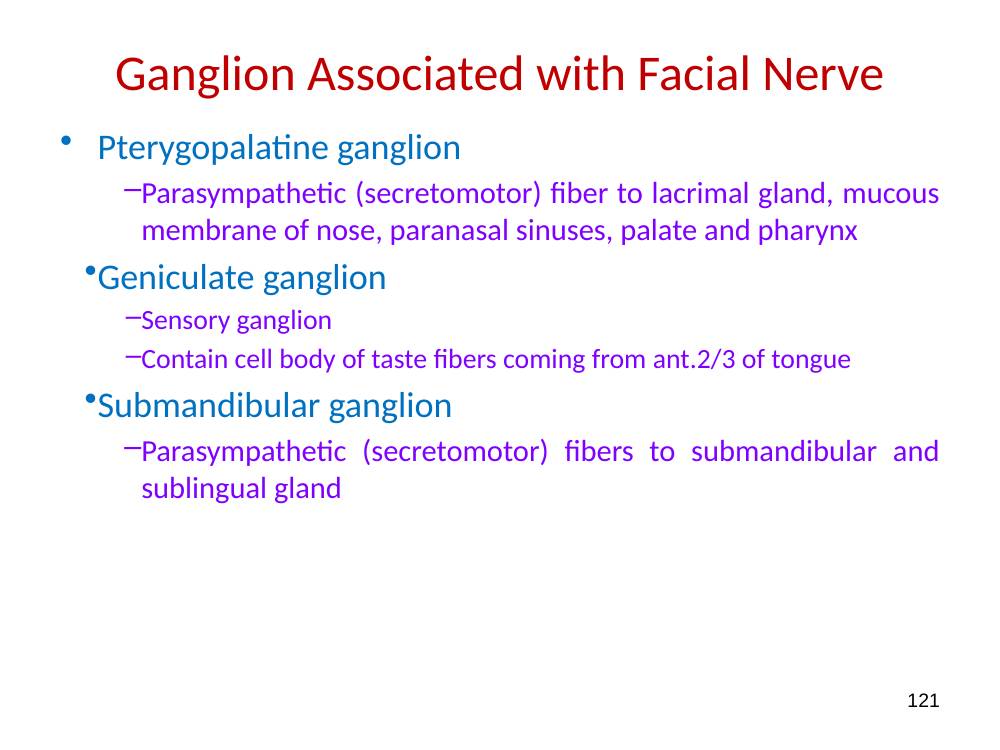 Ganglion Associated with Facial Nerve
• Pterygopalatine ganglion
–Parasympathetic (secretomotor) fiber to lacrimal gland, mucous
membrane of nose, paranasal sinuses, palate and pharynx
•Geniculate ganglion
–Sensory ganglion
–Contain cell body of taste fibers coming from ant.2/3 of tongue
•Submandibular ganglion
–Parasympathetic (secretomotor) fibers to submandibular and
sublingual gland
121